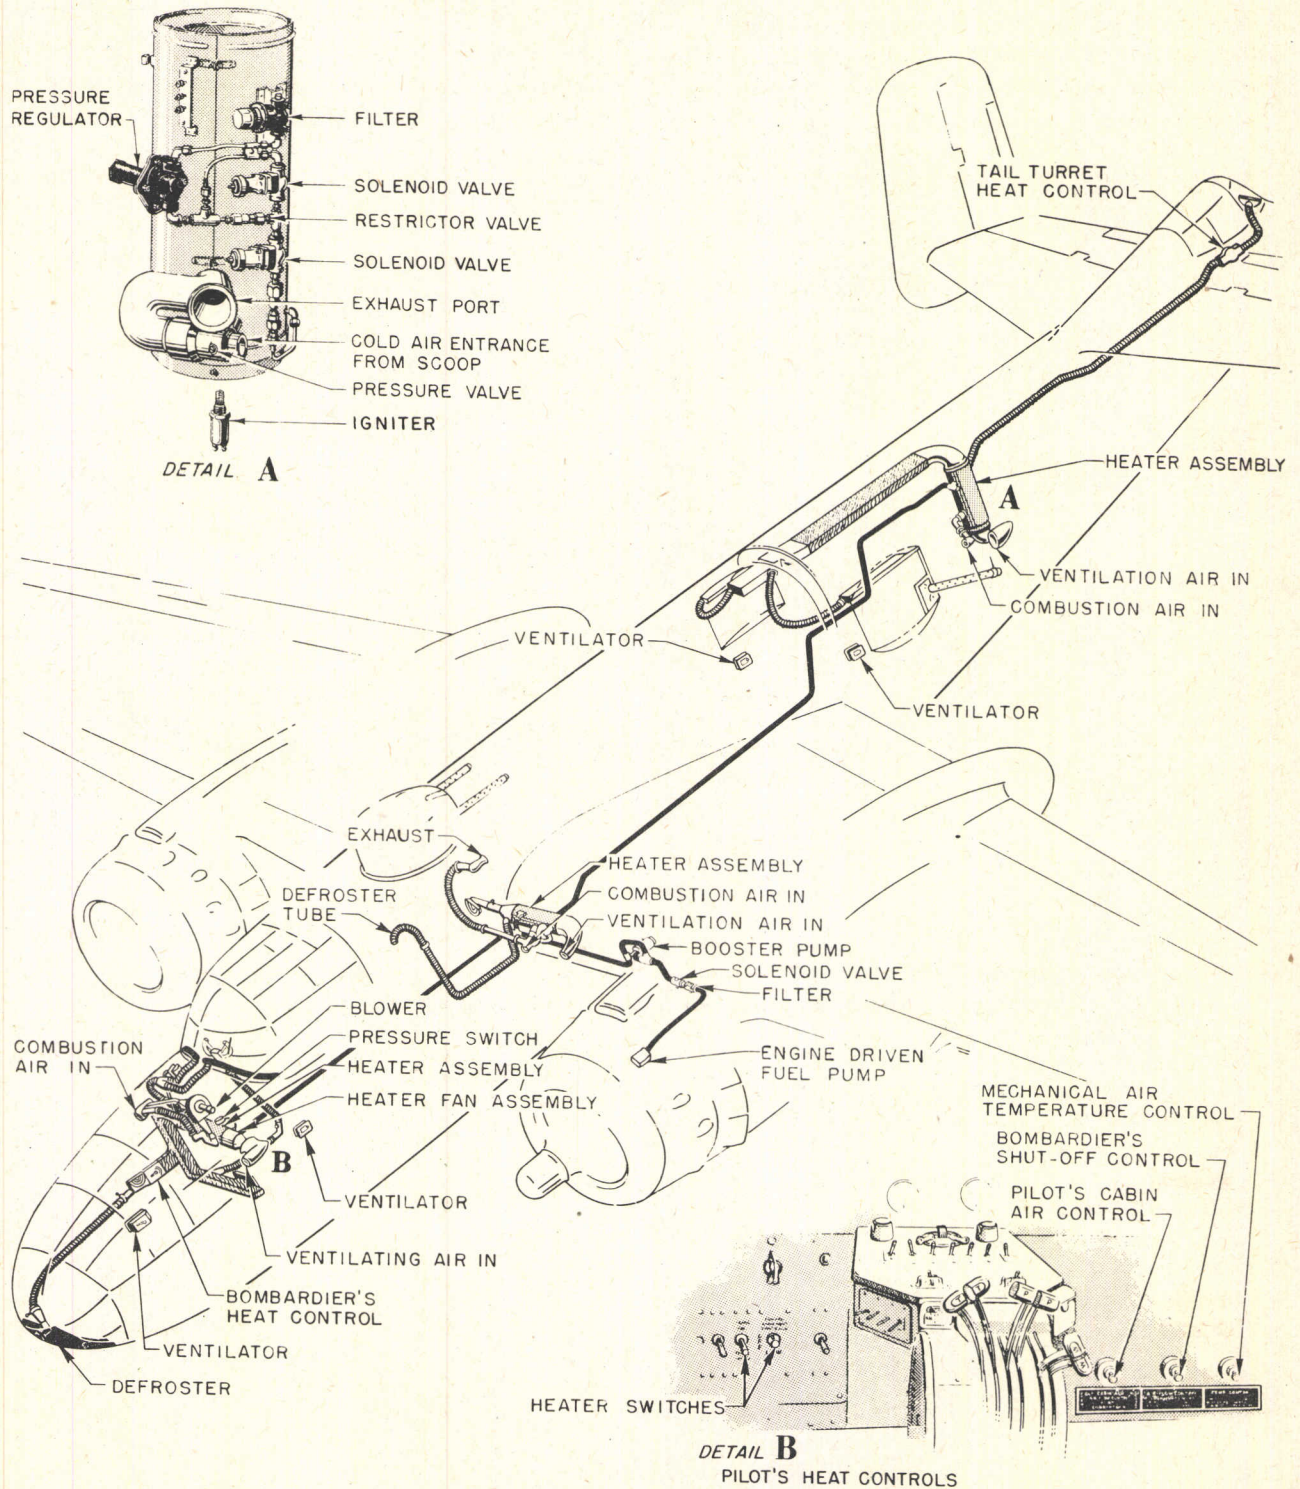 PRESSURE
REGULATOR
FILTER
SOLENOID VALVE
RESTRICTOR VALVE
SOLENOID VALVE
EXHAUST PORT
COLD AIR ENTRANCE
FROM SCOOP
PRESSURE VALVE
IGNITER
DETAIL A
TAIL TURRET
HEAT CONTROL
HEATER ASSEMBLY
A
VENTILATION AIR IN
COMBUSTION AIR IN
VENTILATOR
VENTILATOR
EXHAUST
HEATER ASSEMBLY
DEFROSTER
TUBE
COMBUSTION AIR IN
VENTILATION AIR IN
BOOSTER PUMP
SOLENOID VALVE
FILTER
BLOWER
PRESSURE SWITCH
COMBUSTION
AIR IN
HEATER ASSEMBLY
HEATER FAN ASSEMBLY
ENGINE DRIVEN
FUEL PUMP
B
VENTILATOR
VENTILATING AIR IN
BOMBARDIER'S
HEAT CONTROL
VENTILATOR
DEFROSTER
MECHANICAL AIR
TEMPERATURE CONTROL
BOMBARDIER'S
SHUT-OFF CONTROL
PILOT'S CABIN
AIR CONTROL
HEATER SWITCHES
DETAIL B
PILOT'S HEAT CONTROLS